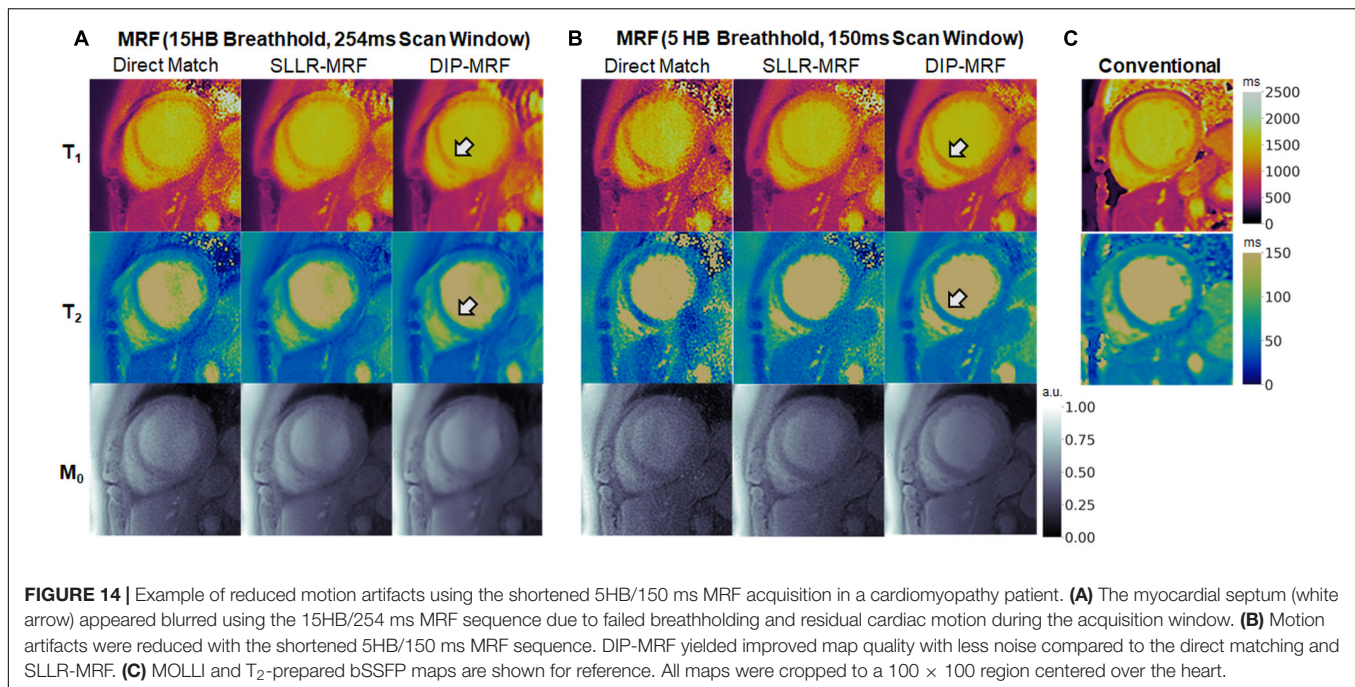 A MRF (15HB Breathhold, 254ms Scan Window) B MRF (5 HB Breathhold, 150ms Scan Window) C
Direct Match SLLR-MRF DIP-MRF Direct Match SLLR-MRF DIP-MRF Conventional
T₁
T₂
M₀
ms
2500
2000
1500
1000
500
0
ms
150
100
50
0
a.u.
1.00
0.75
0.50
0.25
0.00
FIGURE 14 | Example of reduced motion artifacts using the shortened 5HB/150 ms MRF acquisition in a cardiomyopathy patient. (A) The myocardial septum (white
arrow) appeared blurred using the 15HB/254 ms MRF sequence due to failed breathholding and residual cardiac motion during the acquisition window. (B) Motion
artifacts were reduced with the shortened 5HB/150 ms MRF sequence. DIP-MRF yielded improved map quality with less noise compared to the direct matching and
SLLR-MRF. (C) MOLLI and T₂-prepared bSSFP maps are shown for reference. All maps were cropped to a 100 × 100 region centered over the heart.